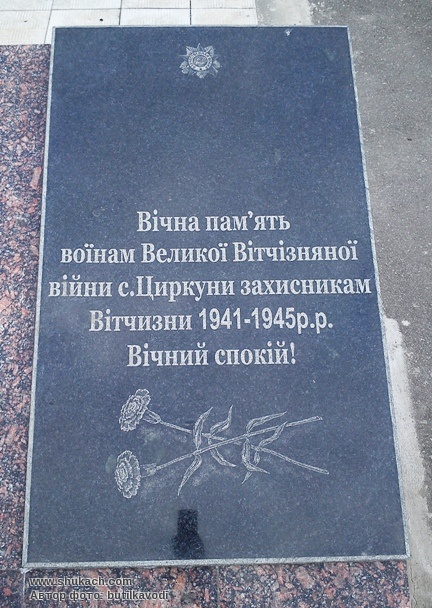 Вічна пам'ять
воїнам Великої Вітчізняної
війни с.Циркуни захисникам
Вітчизни 1941-1945р.р.
Вічний спокій!
www.shukach.com
Автор фото: butilkavodi